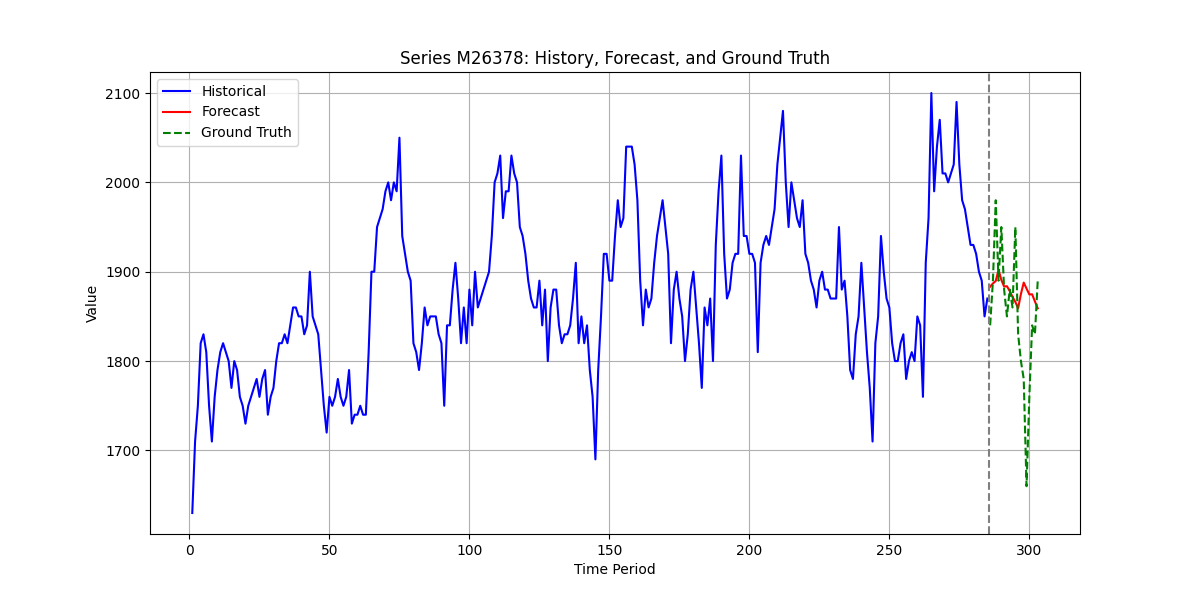 Series M26378: History, Forecast, and Ground Truth
Historical
Forecast
Ground Truth
2100
2000
1900
1800
1700
Value
0
50
100
150
200
250
300
Time Period